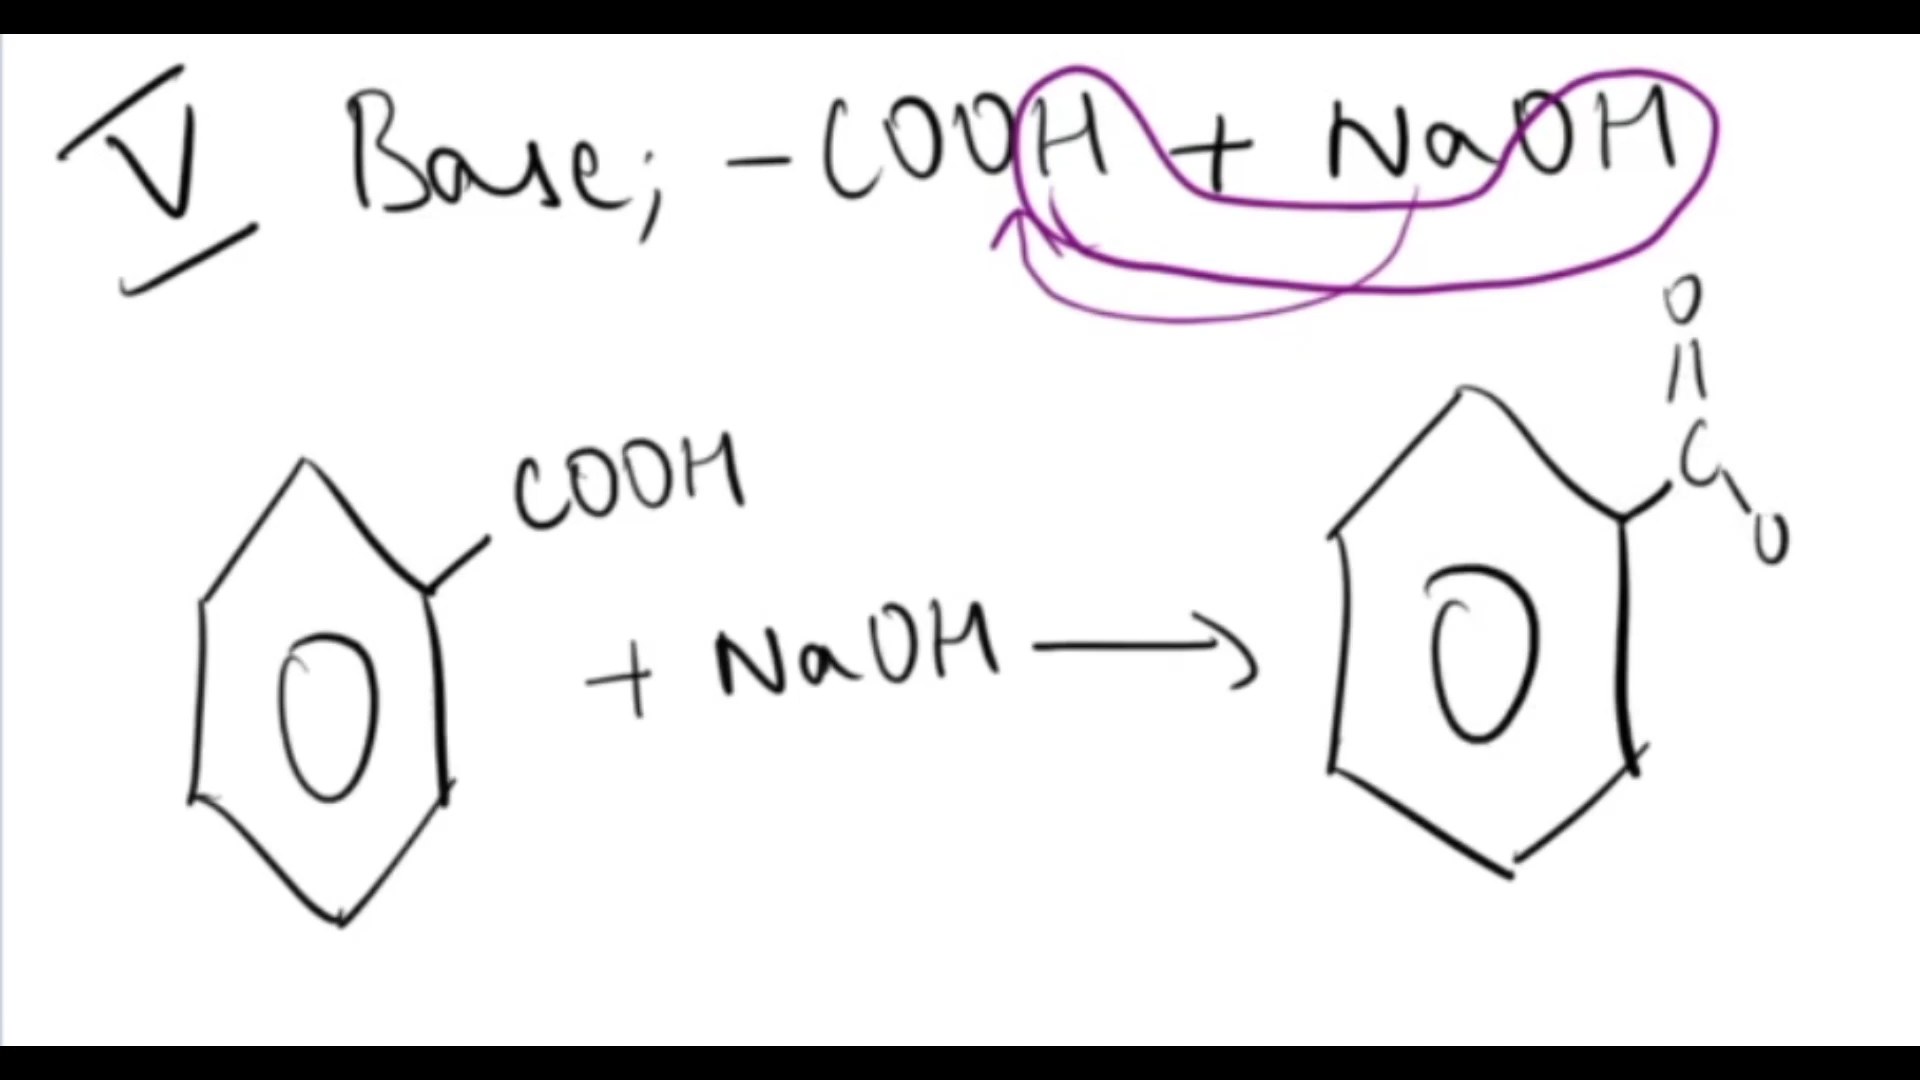 V Base; - COOH + NaOH
COOH
+ NaOH →
O
C
O